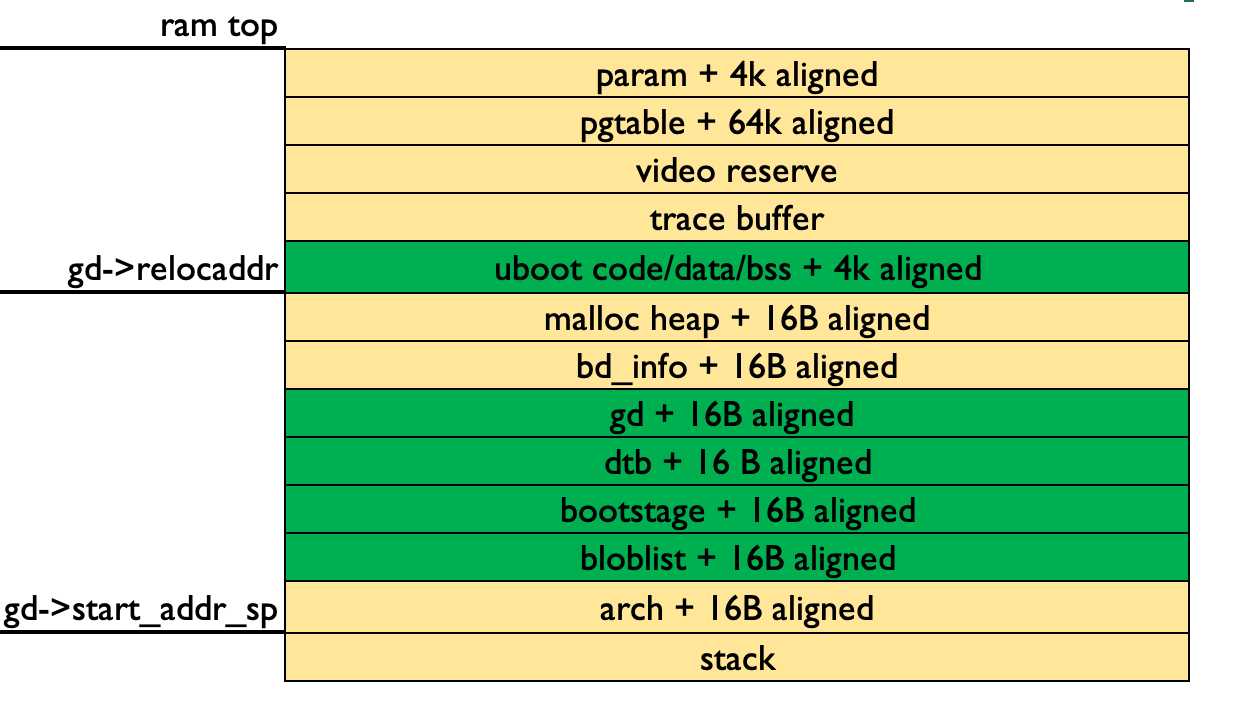 ram top
param + 4k aligned
pgtable + 64k aligned
video reserve
trace buffer
gd->relocaddr
uboot code/data/bss + 4k aligned
malloc heap + 16B aligned
bd_info + 16B aligned
gd + 16B aligned
dtb + 16 B aligned
bootstage + 16B aligned
bloblist + 16B aligned
gd->start_addr_sp
arch + 16B aligned
stack